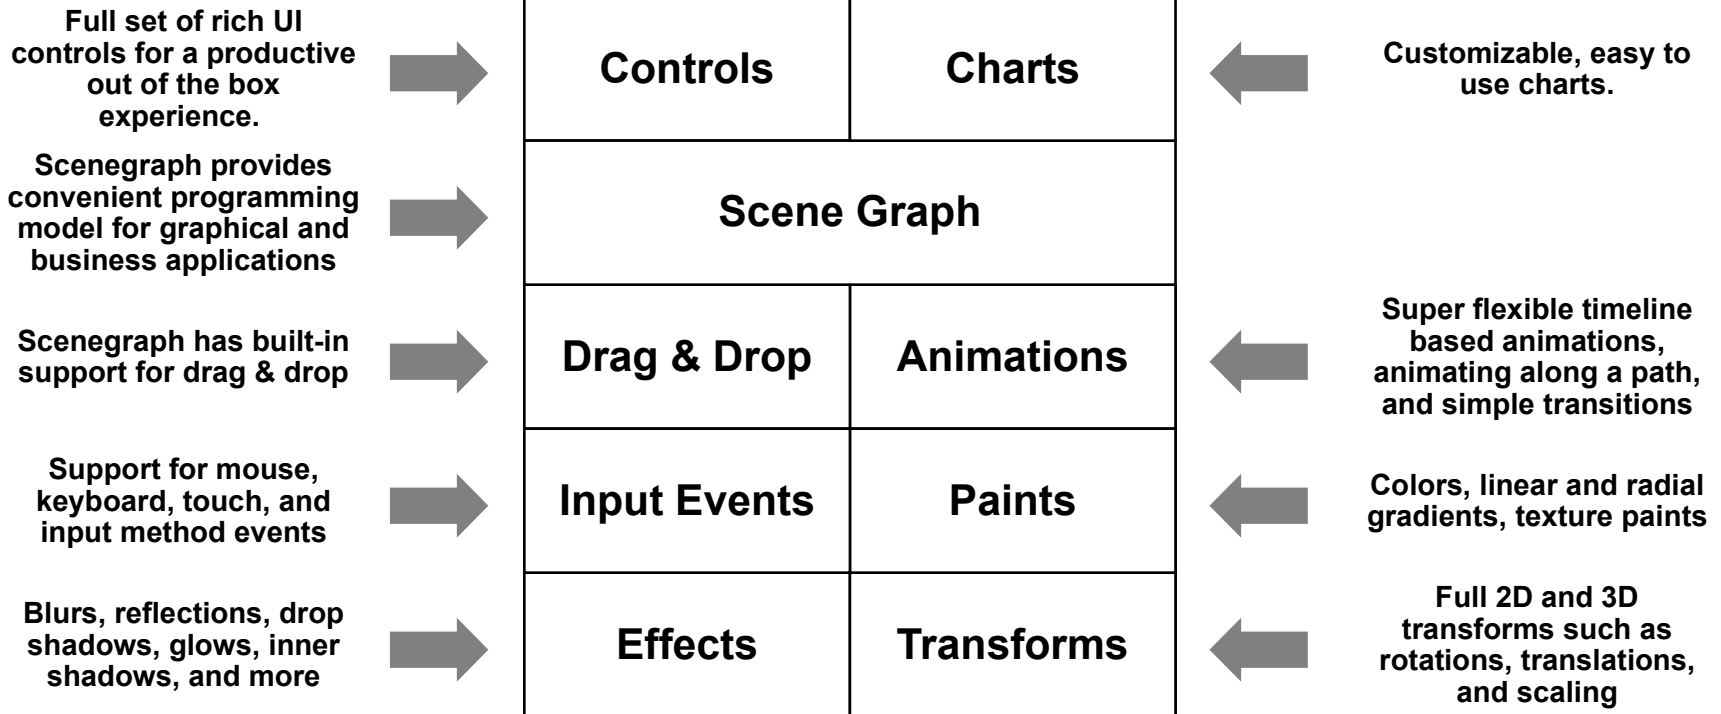 Full set of rich UI
controls for a productive
out of the box
experience.
Controls
Charts
Customizable, easy to
use charts.
Scenegraph provides
convenient programming
model for graphical and
business applications
Scene Graph
Scenegraph has built-in
support for drag & drop
Drag & Drop
Animations
Super flexible timeline
based animations,
animating along a path,
and simple transitions
Support for mouse,
keyboard, touch, and
input method events
Input Events
Paints
Colors, linear and radial
gradients, texture paints
Blurs, reflections, drop
shadows, glows, inner
shadows, and more
Effects
Transforms
Full 2D and 3D
transforms such as
rotations, translations,
and scaling